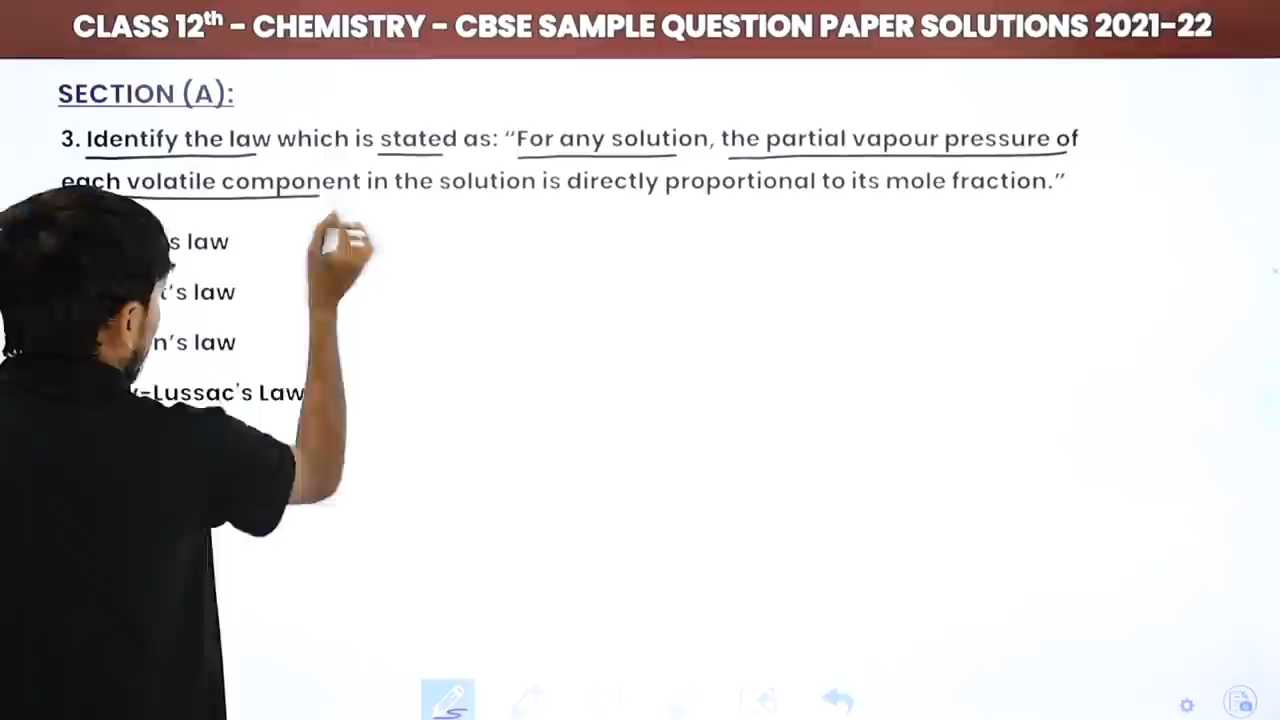 CLASS 12th - CHEMISTRY - CBSE SAMPLE QUESTION PAPER SOLUTIONS 2021-22
SECTION (A):
3. Identify the law which is stated as: “For any solution, the partial vapour pressure of
each volatile component in the solution is directly proportional to its mole fraction.”
law
law
law
Law